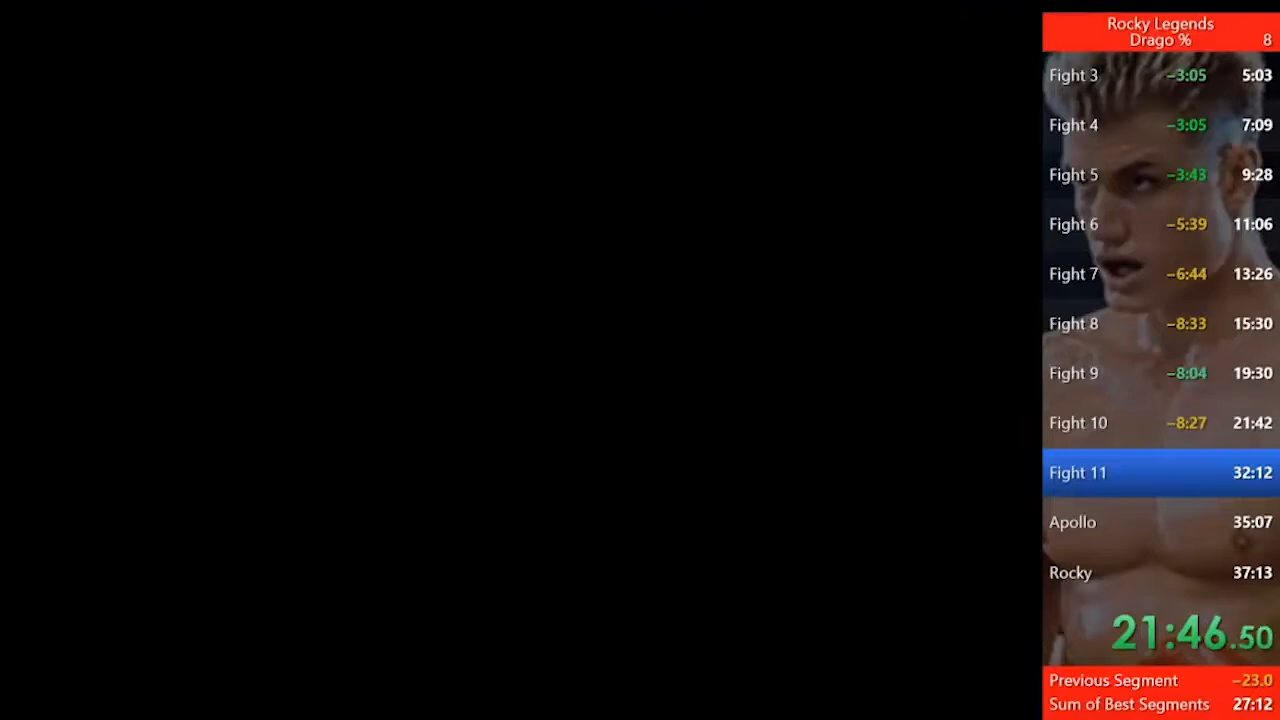 Rocky Legends
Drago % 8
Fight 3 −3:05 5:03
Fight 4 −3:05 7:09
Fight 5 −3:43 9:28
Fight 6 −5:39 11:06
Fight 7 −6:44 13:26
Fight 8 −8:33 15:30
Fight 9 −8:04 19:30
Fight 10 −8:27 21:42
Fight 11 32:12
Apollo 35:07
Rocky 37:13
21:46.50
Previous Segment −23.0
Sum of Best Segments 27:12